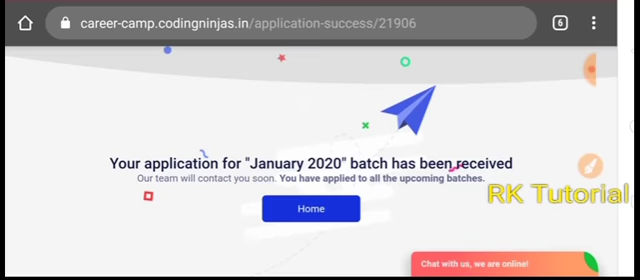 career-camp.codingninjas.in/application-success/21906
6
Your application for "January 2020" batch has been received
Our team will contact you soon. You have applied to all the upcoming batches.
RK Tutorial
Home
Chat with us, we are online!